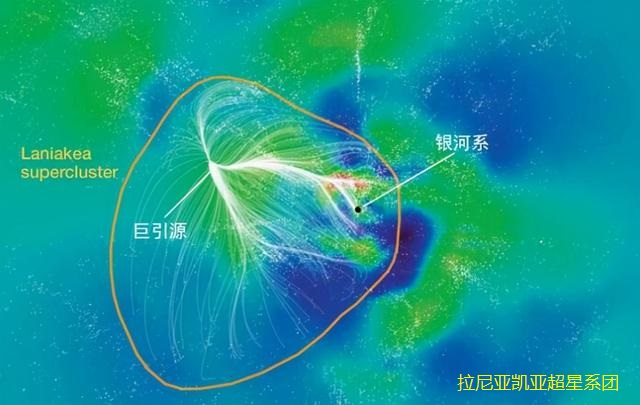 银河系
Laniakea
supercluster
巨引源
拉尼亚凯亚超星系团